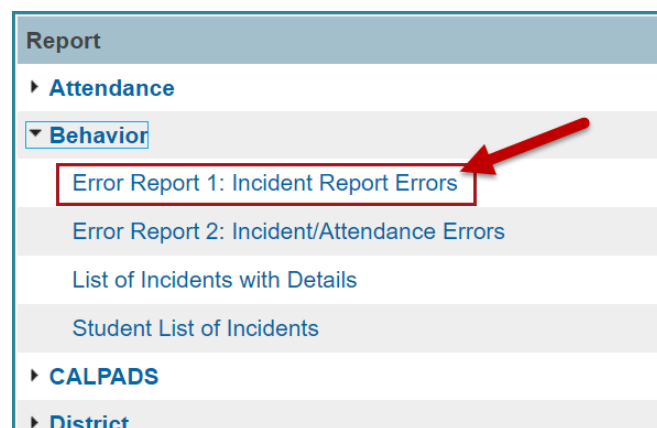 Report
Attendance
Behavior
Error Report 1: Incident Report Errors
Error Report 2: Incident/Attendance Errors
List of Incidents with Details
Student List of Incidents
CALPADS
District